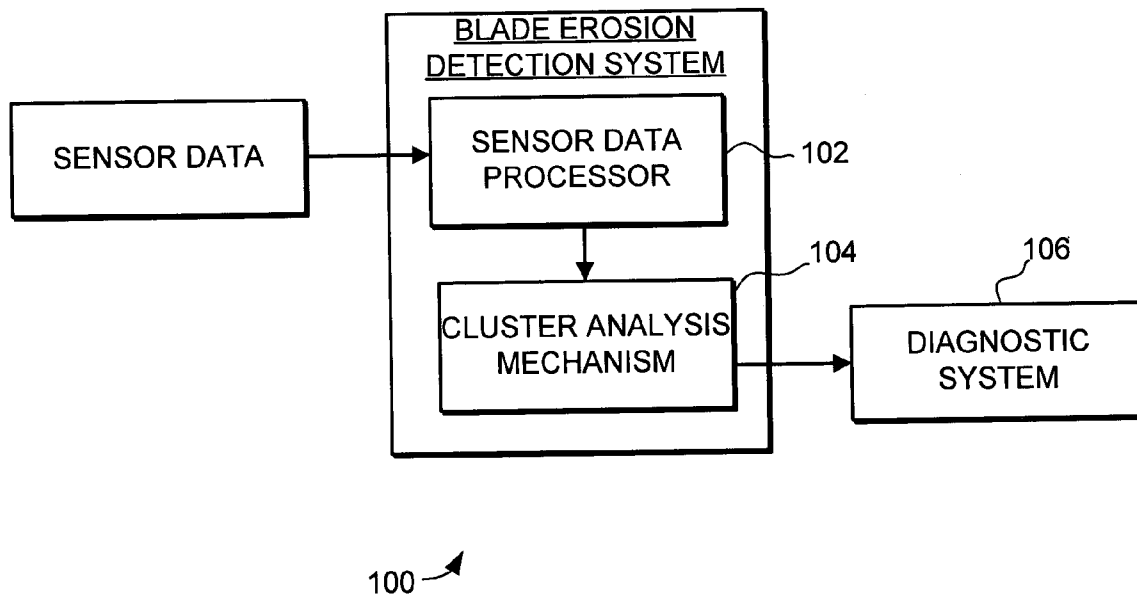 BLADE EROSION
DETECTION SYSTEM
SENSOR DATA
SENSOR DATA
PROCESSOR
102
104
CLUSTER ANALYSIS
MECHANISM
106
DIAGNOSTIC
SYSTEM
100